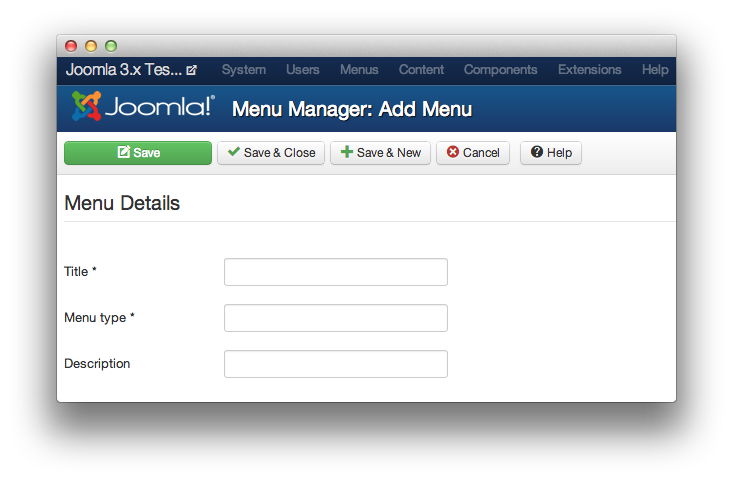 Joomla 3.x Tes... System Users Menus Content Components Extensions Help
Joomla!® Menu Manager: Add Menu
Save Save & Close Save & New Cancel Help
Menu Details
Title *
Menu type *
Description